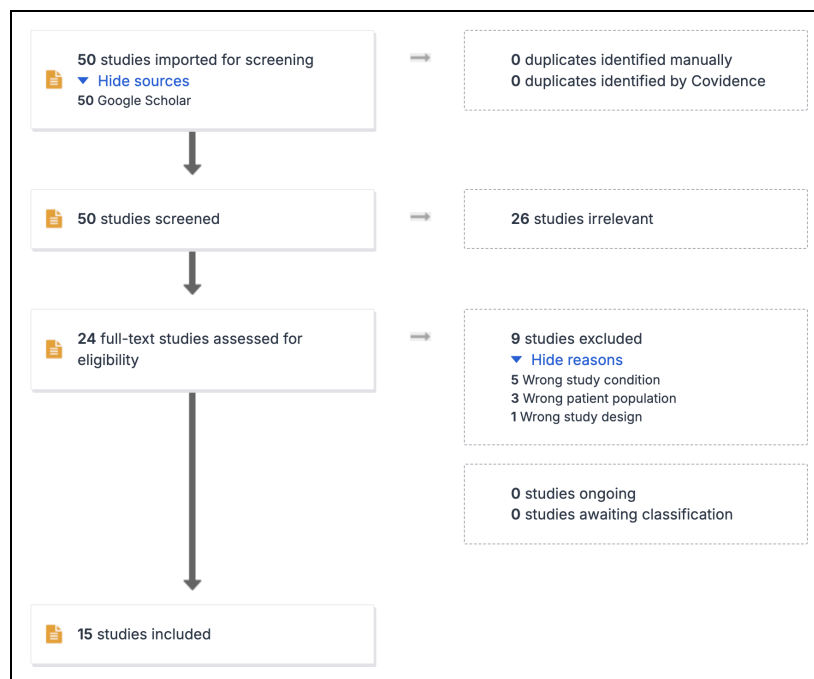 50 studies imported for screening
Hide sources
50 Google Scholar
0 duplicates identified manually
0 duplicates identified by Covidence
50 studies screened
26 studies irrelevant
24 full-text studies assessed for
eligibility
9 studies excluded
Hide reasons
5 Wrong study condition
3 Wrong patient population
1 Wrong study design
0 studies ongoing
0 studies awaiting classification
15 studies included